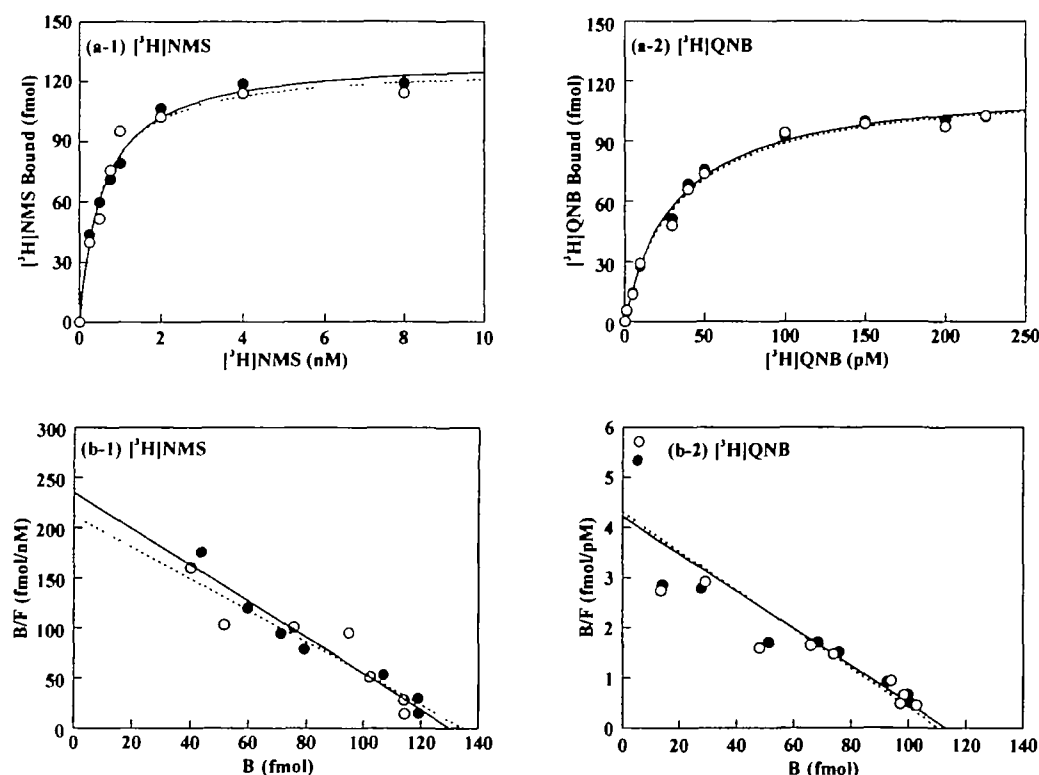 (a-1) [³H]NMS
[³H]NMS Bound (fmol)
150
120
90
60
30
0
0 2 4 6 8 10
[³H]NMS (nM)
(a-2) [³H]QNB
[³H]QNB Bound (fmol)
150
120
90
60
30
0
0 50 100 150 200 250
[³H]QNB (pM)
(b-1) [³H]NMS
B/F (fmol/nM)
300
250
200
150
100
50
0
0 20 40 60 80 100 120 140
B (fmol)
(b-2) [³H]QNB
B/F (fmol/pM)
6
5
4
3
2
1
0
0 20 40 60 80 100 120 140
B (fmol)